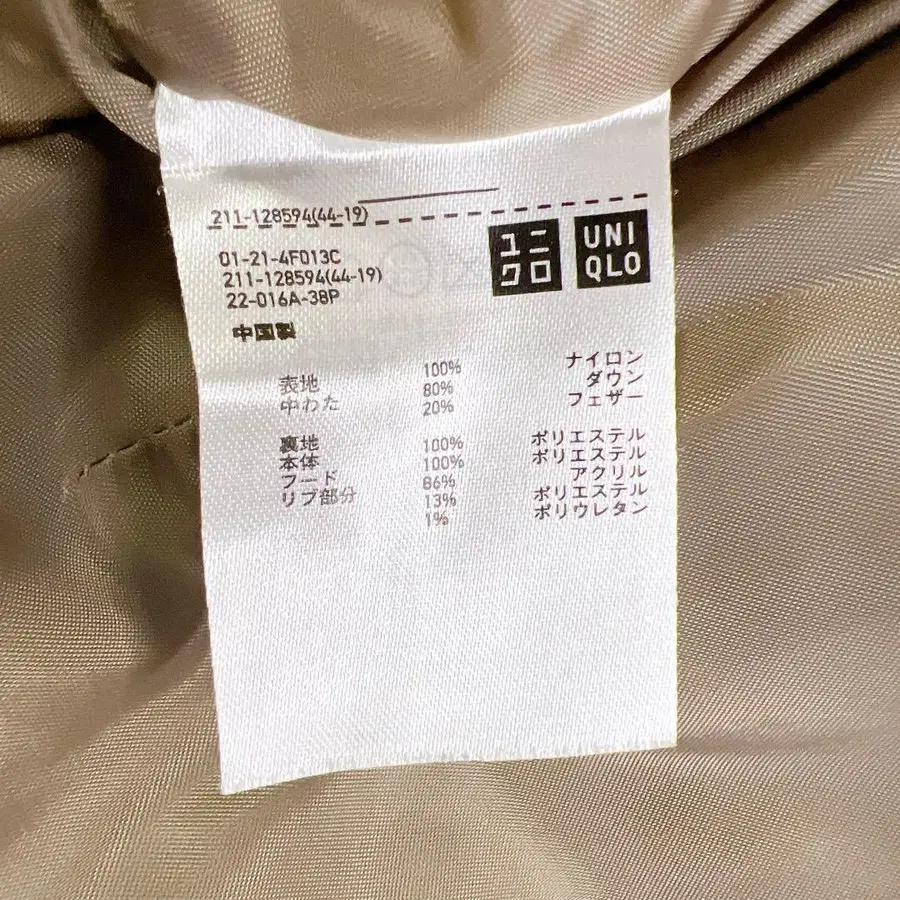 211-128594(44-19)
ユニクロ
UNIQLO
01-21-4F013C
211-128594(44-19)
22-016A-38P
中国製
表地 100% ナイロン
中わた 80% ダウン
20% フェザー
裏地
本体 100% ポリエステル
フード 100% ポリエステル
リブ部分 86% アクリル
13% ポリエステル
1% ポリウレタン